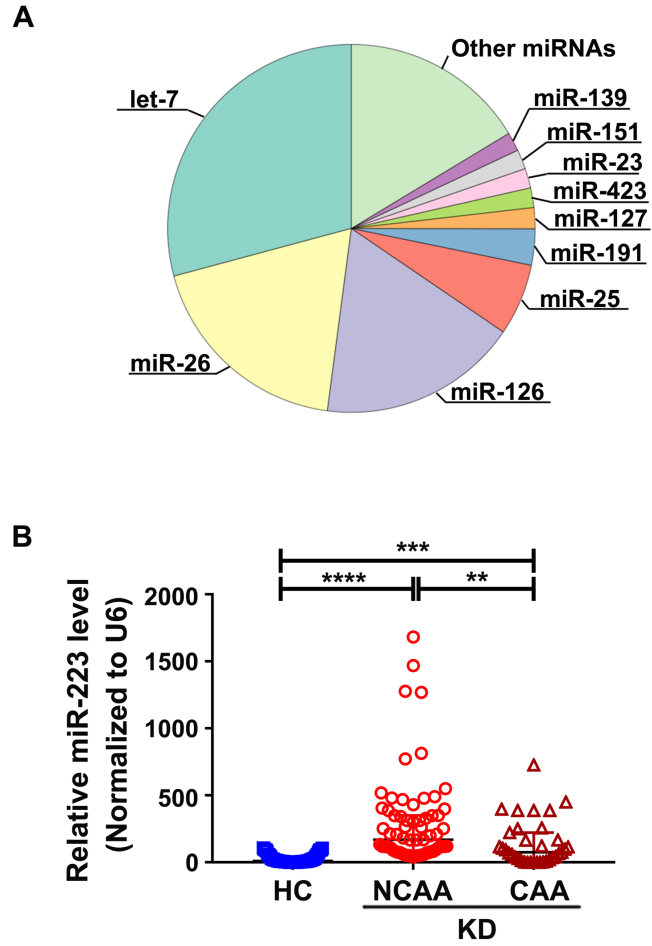 A
Other miRNAs
let-7
miR-139
miR-151
miR-23
miR-423
miR-127
miR-191
miR-25
miR-26
miR-126
B
***
**** **
Relative miR-223 level
(Normalized to U6)
2000
1500
1000
500
0
HC NCAA CAA
KD